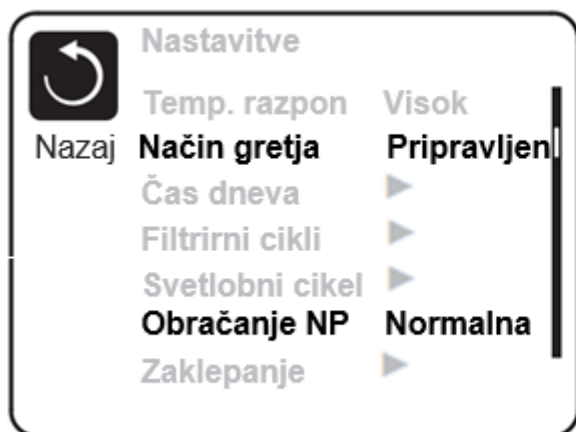 Nastavitve
Temp. razpon Visok
Nazaj Način gretja Pripravljen
Čas dneva
Filtrirni cikli
Svetlobni cikel
Obračanje NP Normalna
Zaklepanje